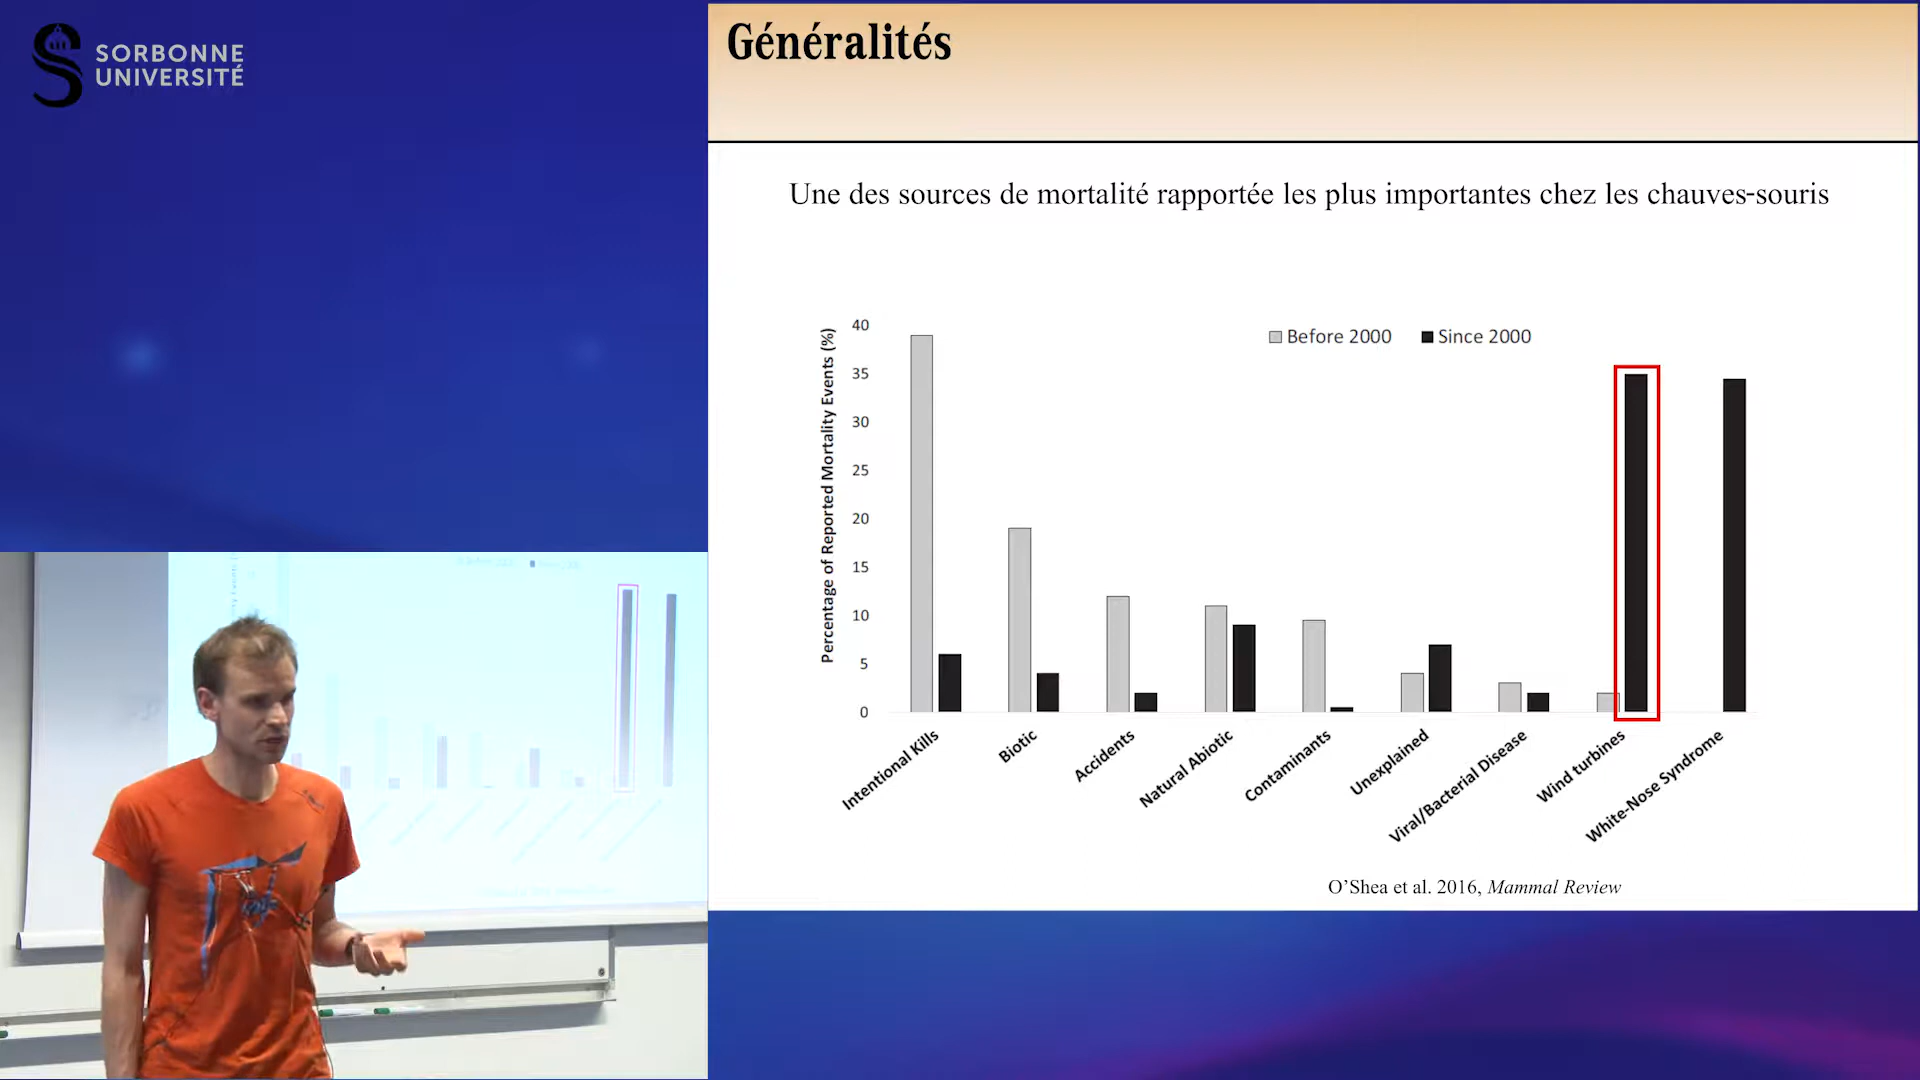 SORBONNE
UNIVERSITÉ
Généralités
Une des sources de mortalité rapportée les plus importantes chez les chauves-souris
Percentage of Reported Mortality Events (%)
40
35
30
25
20
15
10
5
0
Before 2000
Since 2000
Intentional Kills
Biotic
Accidents
Natural Abiotic
Contaminants
Unexplained
Viral/Bacterial Disease
Wind turbines
White-Nose Syndrome
O'Shea et al. 2016, Mammal Review